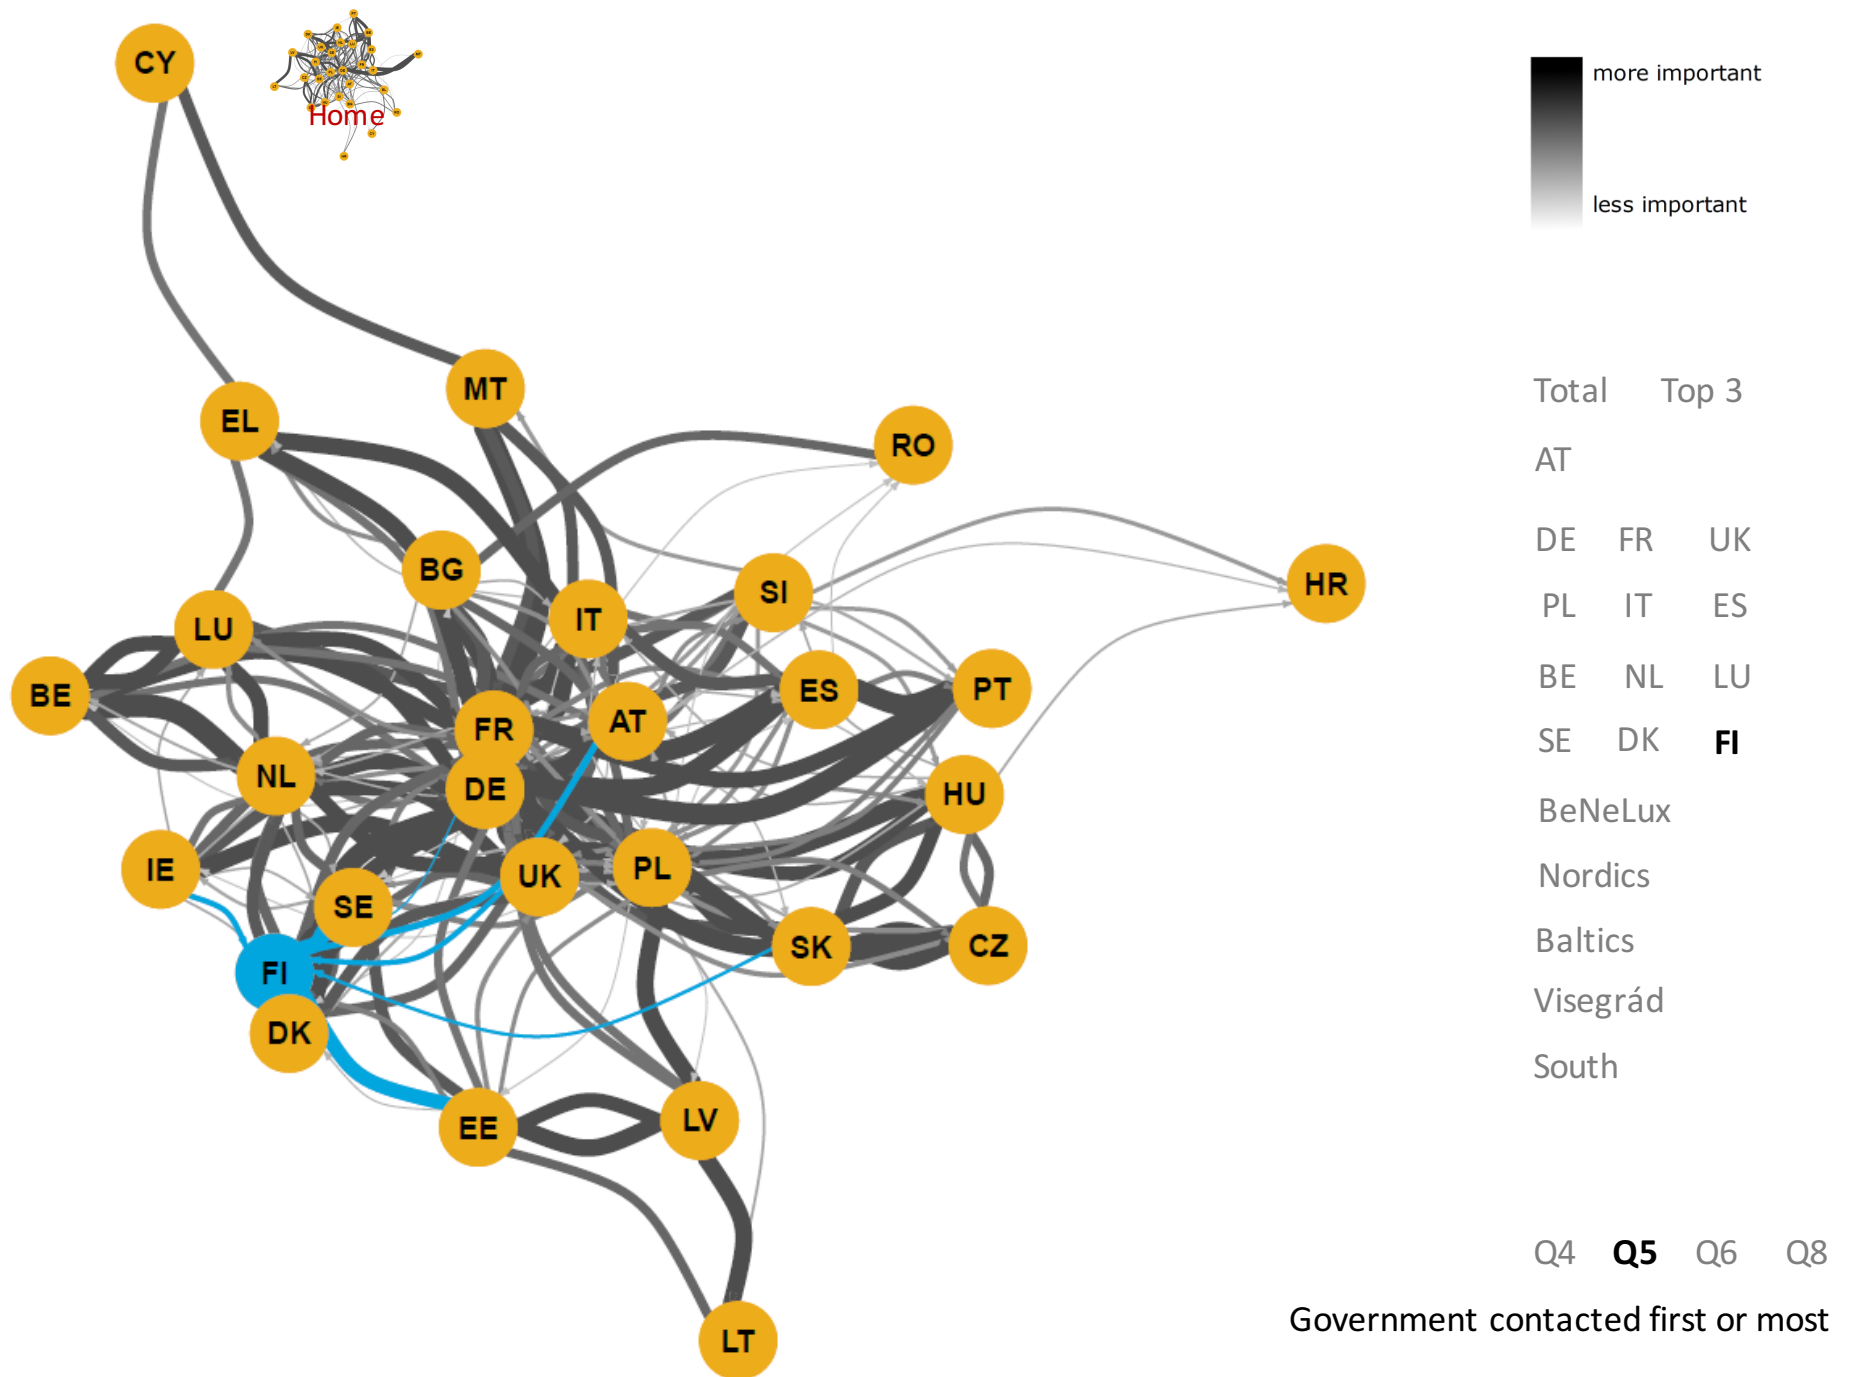 CY
Home
more important
less important
MT
EL
RO
Total Top 3
AT
BG
SI
HR
DE FR UK
IT
LU
PL IT ES
BE
ES
PT
BE NL LU
FR
AT
NL
DE
HU
SE DK FI
IE
UK
PL
BeNeLux
SE
SK
CZ
Nordics
FI
Baltics
DK
Visegrád
EE
LV
South
Q4 Q5 Q6 Q8
LT
Government contacted first or most